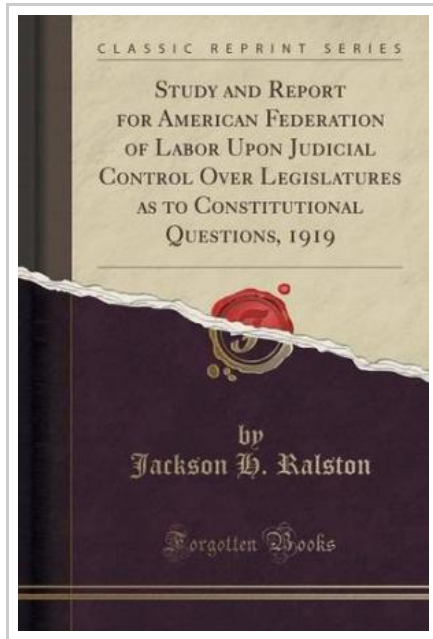 CLASSIC REPRINT SERIES
STUDY AND REPORT
FOR AMERICAN FEDERATION
OF LABOR UPON JUDICIAL
CONTROL OVER LEGISLATURES
AS TO CONSTITUTIONAL
QUESTIONS, 1919
by
Jackson H. Ralston
Forgotten Books